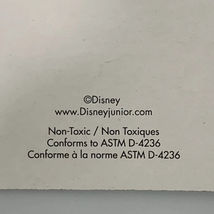 ©Disney
www.Disneyjunior.com
Non-Toxic / Non Toxiques
Conforms to ASTM D-4236
Conforme à la norme ASTM D-4236